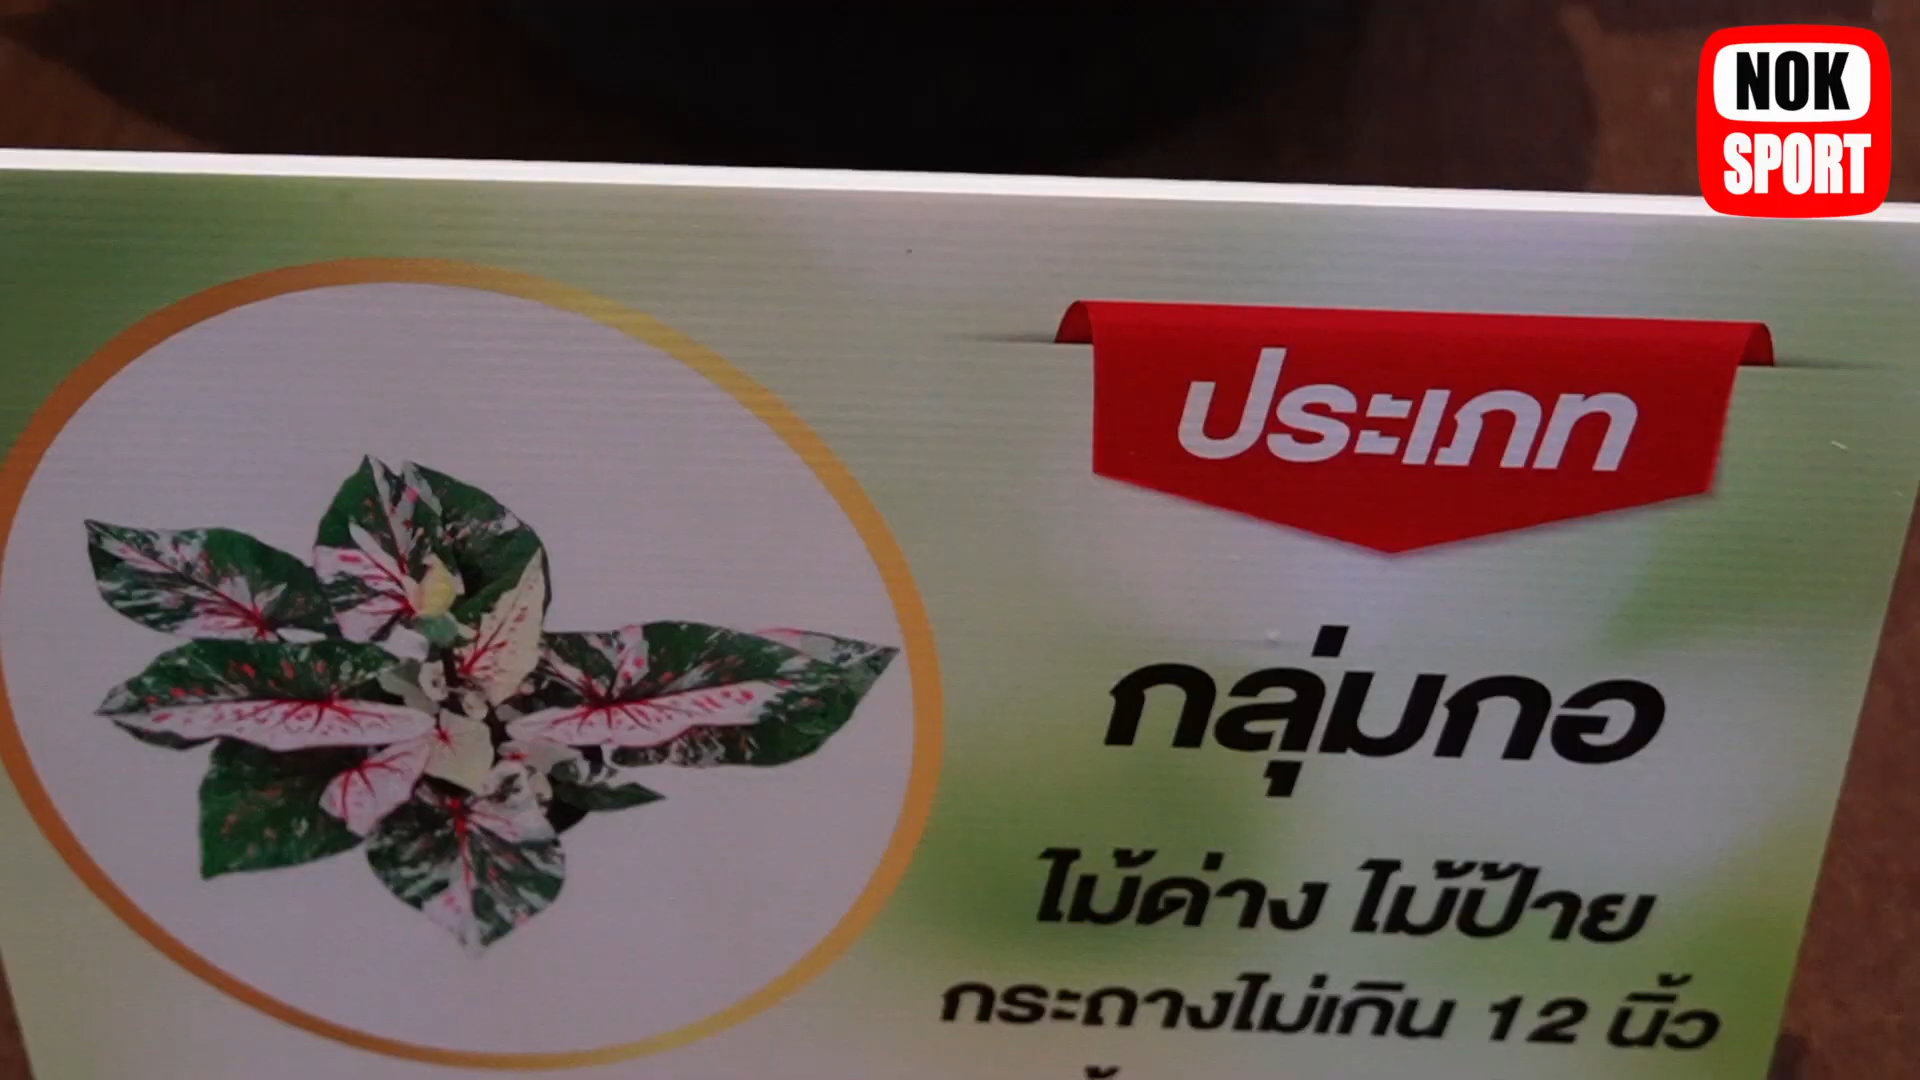 NOK
SPORT
ประเภท
กลุ่มกอ
ไม้ด่าง ไม้ป้าย
กระถางไม่เกิน 12 นิ้ว